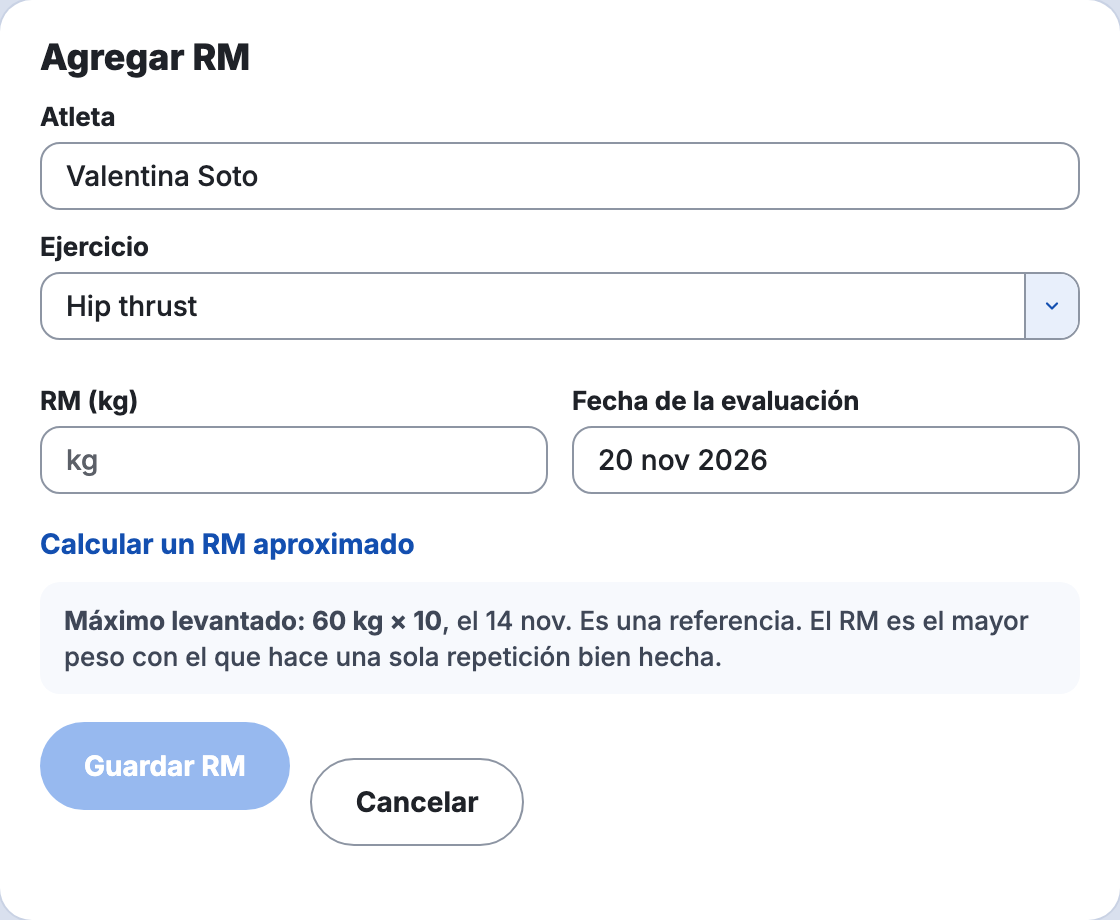 Agregar RM
Atleta
Valentina Soto
Ejercicio
Hip thrust
RM (kg)
kg
Fecha de la evaluación
20 nov 2026
Calcular un RM aproximado
Máximo levantado: 60 kg × 10, el 14 nov. Es una referencia. El RM es el mayor
peso con el que hace una sola repetición bien hecha.
Guardar RM
Cancelar